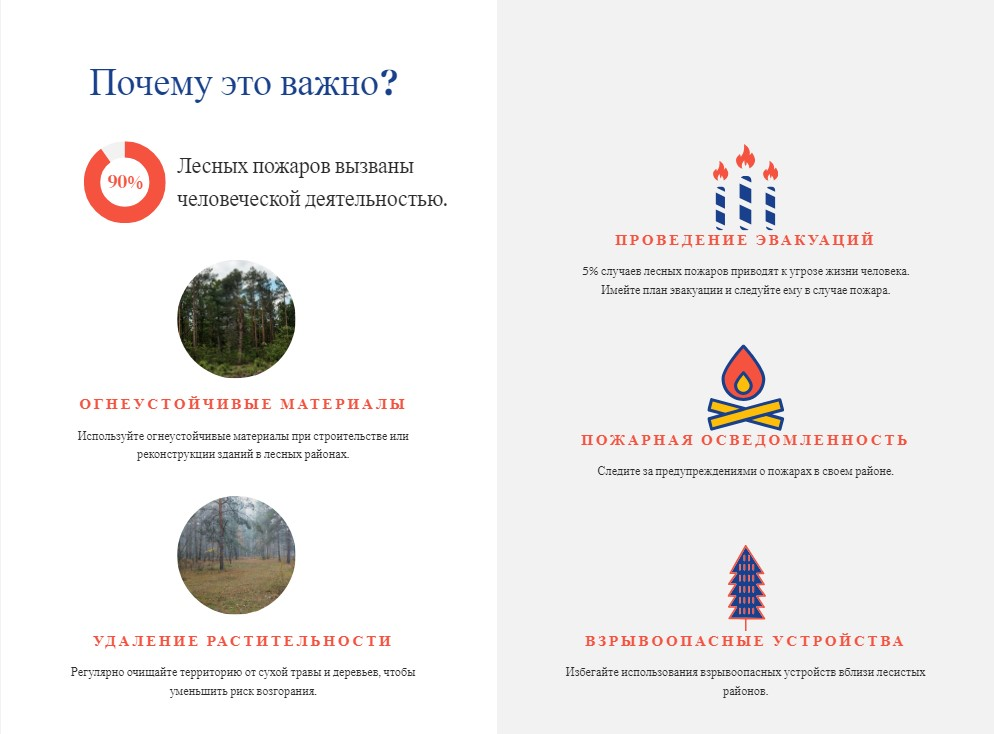 Почему это важно?
90%
Лесных пожаров вызваны
человеческой деятельностью.
ОГНЕУСТОЙЧИВЫЕ МАТЕРИАЛЫ
Используйте огнеустойчивые материалы при строительстве или
реконструкции зданий в лесных районах.
УДАЛЕНИЕ РАСТИТЕЛЬНОСТИ
Регулярно очищайте территорию от сухой травы и деревьев, чтобы
уменьшить риск возгорания.
ПРОВЕДЕНИЕ ЭВАКУАЦИЙ
5% случаев лесных пожаров приводят к угрозе жизни человека.
Имейте план эвакуации и следуйте ему в случае пожара.
ПОЖАРНАЯ ОСВЕДОМЛЕННОСТЬ
Следите за предупреждениями о пожарах в своем районе.
ВЗРЫВООПАСНЫЕ УСТРОЙСТВА
Избегайте использования взрывоопасных устройств вблизи лесистых
районов.